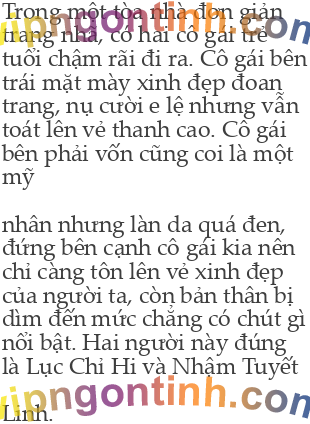 Trong một tòa nhà đơn giản
trang nhã, có hai cô gái trẻ
tuổi chậm rãi đi ra. Cô gái bên
trái mặt mày xinh đẹp đoan
trang, nụ cười e lệ nhưng vẫn
toát lên vẻ thanh cao. Cô gái
bên phải vốn cũng coi là một
mỹ
nhân nhưng làn da quá đen,
đứng bên cạnh cô gái kia nên
chỉ càng tôn lên vẻ xinh đẹp
của người ta, còn bản thân bị
dìm đến mức chẳng có chút gì
nổi bật. Hai người này đúng
là Lục Chỉ Hi và Nhậm Tuyết
Linh.
vipngontinh.com
vipngontinh.com